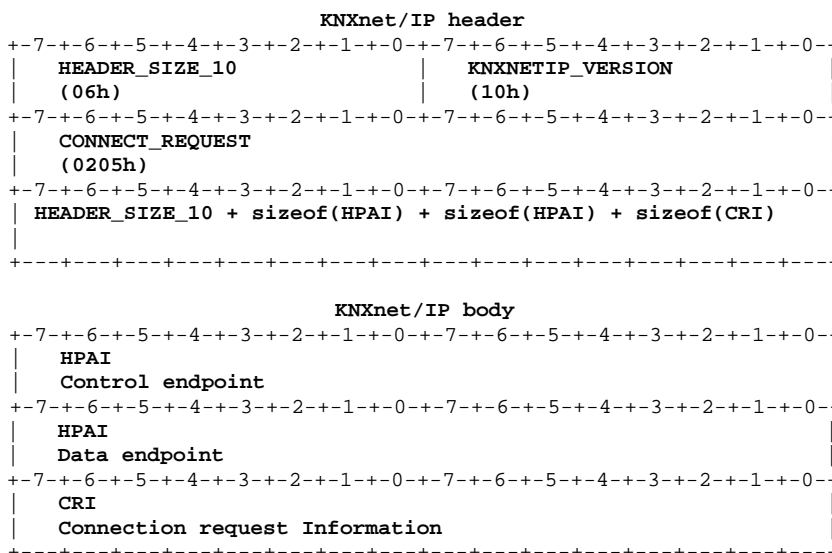 KNXnet/IP header
+-7-+-6-+-5-+-4-+-3-+-2-+-1-+-0-+-7-+-6-+-5-+-4-+-3-+-2-+-1-+-0--
| HEADER_SIZE_10 | KNXNETIP_VERSION |
| (06h) | (10h) |
+-7-+-6-+-5-+-4-+-3-+-2-+-1-+-0-+-7-+-6-+-5-+-4-+-3-+-2-+-1-+-0--
| CONNECT_REQUEST
| (0205h)
+-7-+-6-+-5-+-4-+-3-+-2-+-1-+-0-+-7-+-6-+-5-+-4-+-3-+-2-+-1-+-0--
| HEADER_SIZE_10 + sizeof(HPAI) + sizeof(HPAI) + sizeof(CRI)
|
+---+---+---+---+---+---+---+---+---+---+---+---+---+---+---+----
KNXnet/IP body
+-7-+-6-+-5-+-4-+-3-+-2-+-1-+-0-+-7-+-6-+-5-+-4-+-3-+-2-+-1-+-0--
| HPAI
| Control endpoint
+-7-+-6-+-5-+-4-+-3-+-2-+-1-+-0-+-7-+-6-+-5-+-4-+-3-+-2-+-1-+-0--
| HPAI |
| Data endpoint |
+-7-+-6-+-5-+-4-+-3-+-2-+-1-+-0-+-7-+-6-+-5-+-4-+-3-+-2-+-1-+-0--
| CRI |
| Connection request Information |
+---+---+---+---+---+---+---+---+---+---+---+---+---+---+---+----